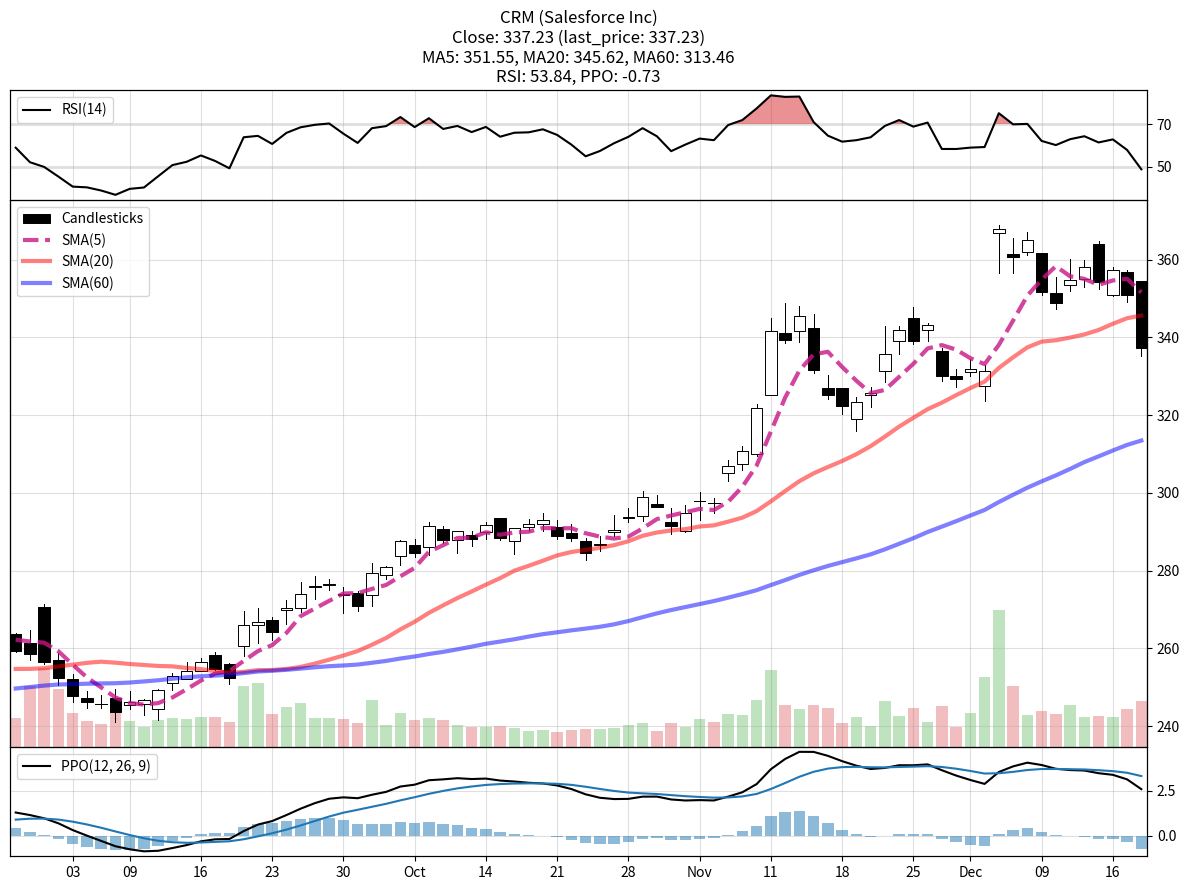 CRM (Salesforce Inc)
Close: 337.23 (last_price: 337.23)
MA5: 351.55, MA20: 345.62, MA60: 313.46
RSI: 53.84, PPO: -0.73
RSI(14)
70
50
Candlesticks
SMA(5)
SMA(20)
SMA(60)
360
340
320
300
280
260
240
PPO(12, 26, 9)
2.5
0.0
03 09 16 23 30 Oct 14 21 28 Nov 11 18 25 Dec 09 16